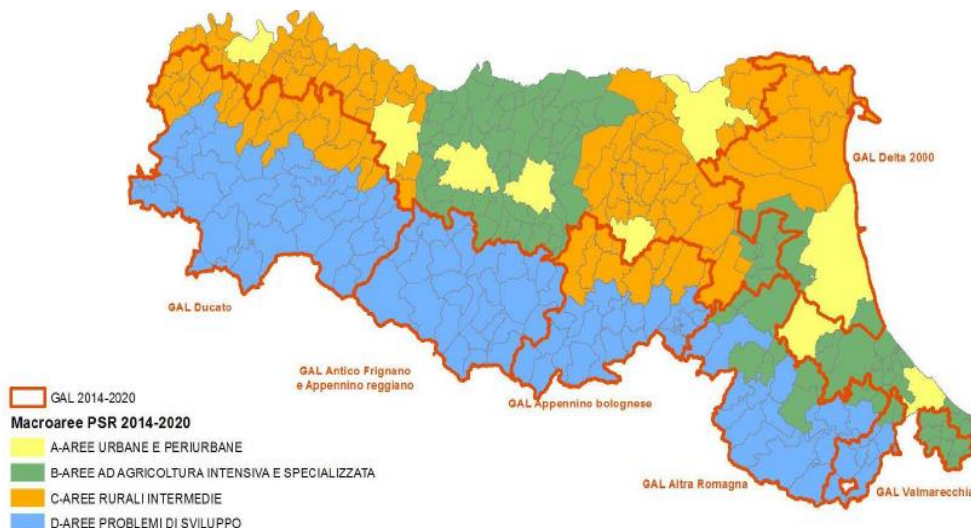 GAL Delta 2000
GAL Ducato
GAL Antico Frignano
e Appennino reggiano
GAL Appennino bolognese
GAL Altra Romagna
GAL Valmarecchia
GAL 2014-2020
Macroaree PSR 2014-2020
A-AREE URBANE E PERIURBANE
B-AREE AD AGRICOLTURA INTENSIVA E SPECIALIZZATA
C-AREE RURALI INTERMEDIE
D-AREE PROBLEMI DI SVILUPPO